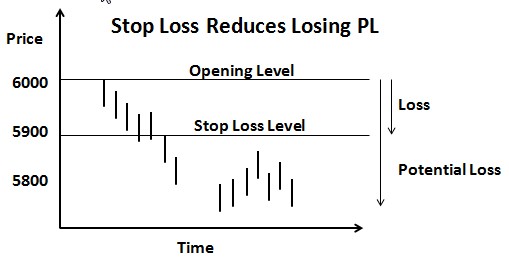 Stop Loss Reduces Losing PL
Price
Opening Level
6000
Loss
5900
Stop Loss Level
Potential Loss
5800
Time